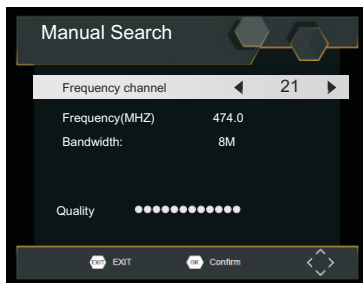 Manual Search
Frequency channel 21
Frequency(MHZ) 474.0
Bandwidth: 8M
Quality
EXIT EXIT OK Confirm